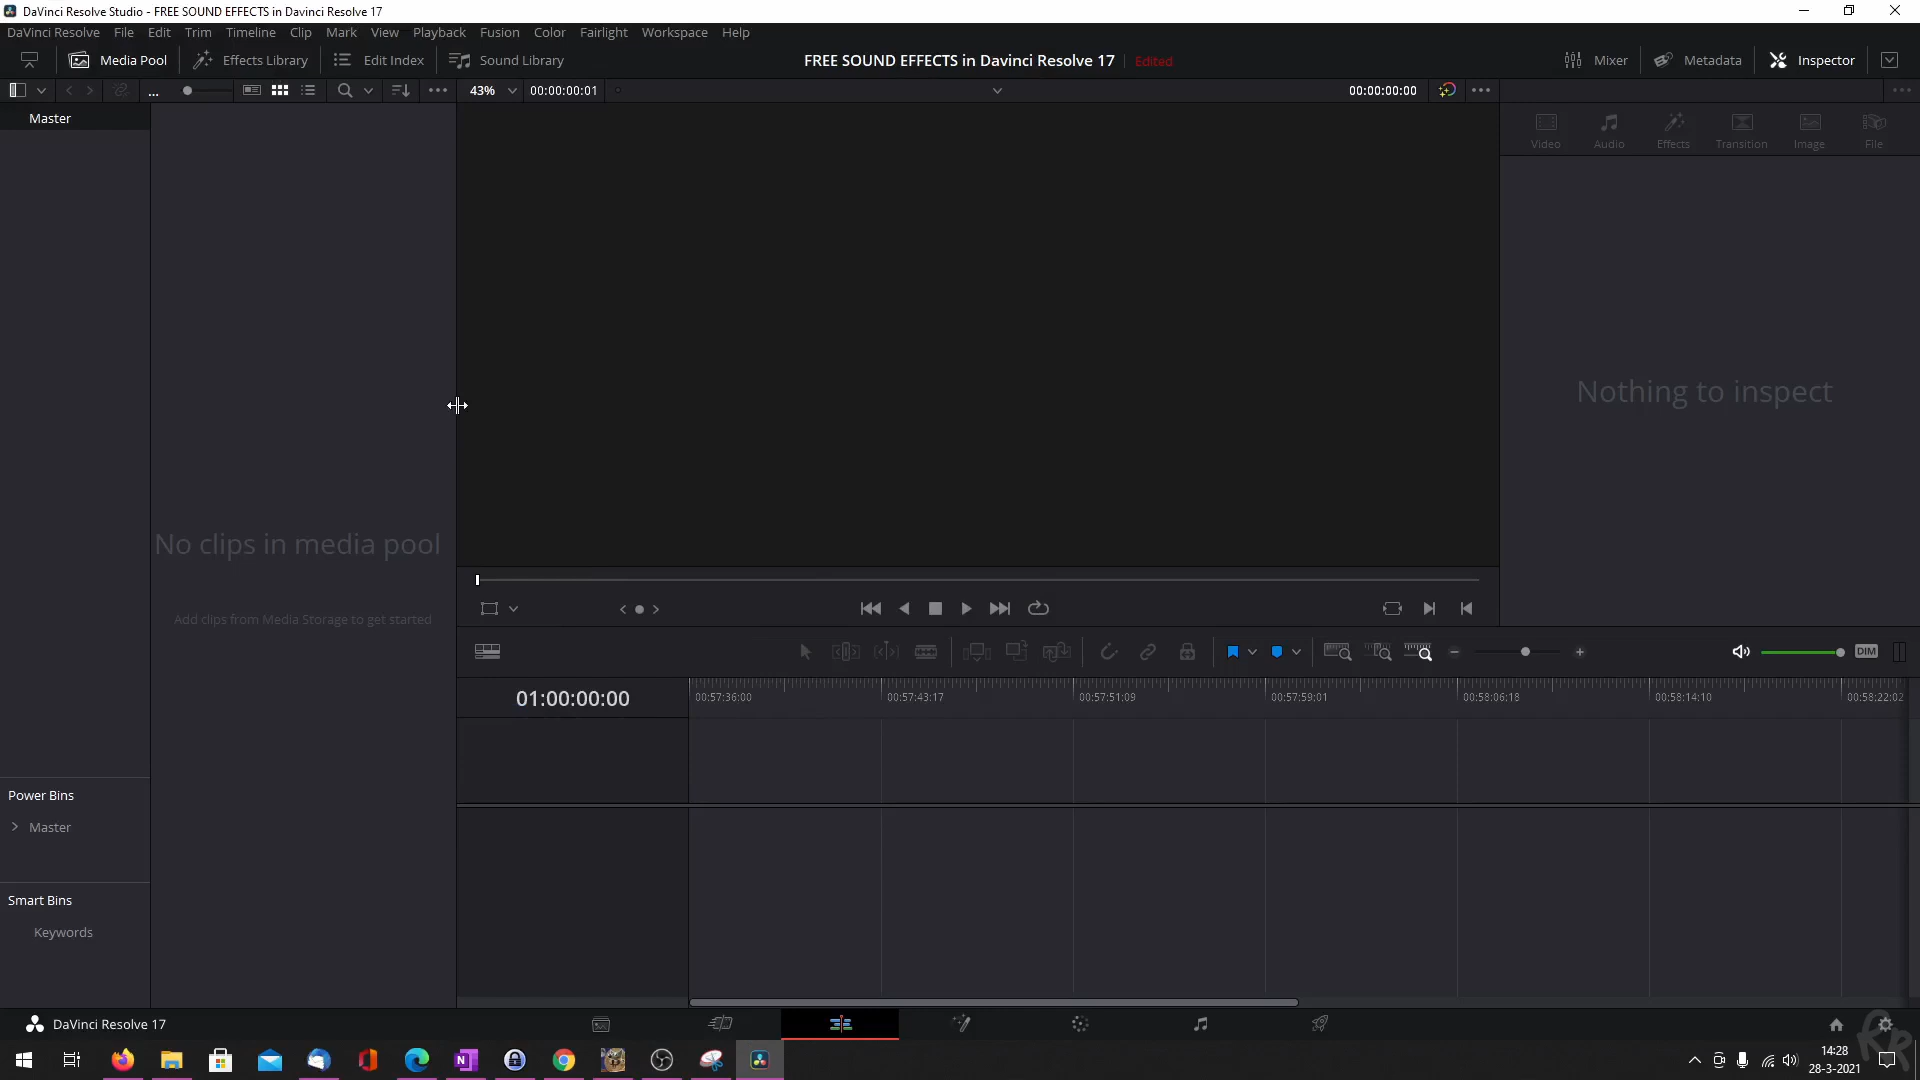 DaVinci Resolve Studio - FREE SOUND EFFECTS in Davinci Resolve 17
DaVinci Resolve File Edit Trim Timeline Clip Mark View Playback Fusion Color Fairlight Workspace Help
Media Pool Effects Library Edit Index Sound Library FREE SOUND EFFECTS in Davinci Resolve 17 Edited Mixer Metadata Inspector
... 43% 00:00:00:01 00:00:00:00
Master
Video Audio Effects Transition Image File
Nothing to inspect
No clips in media pool
Add clips from Media Storage to get started
DIM
01:00:00:00 00:57:36:00 00:57:43:17 00:57:51:09 00:57:59:01 00:58:06:18 00:58:14:10 00:58:22:02
Power Bins
Master
Smart Bins
Keywords
DaVinci Resolve 17
14:28
28-3-2021